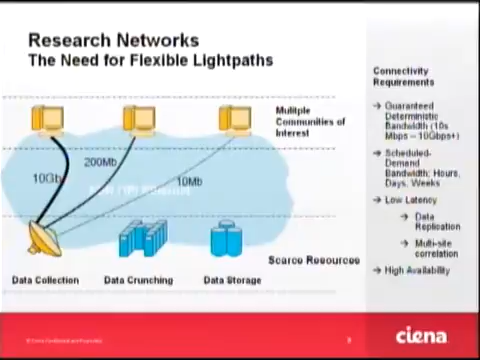 Research Networks
The Need for Flexible Lightpaths
Mulitple
Communities of
Interest
200Mb
10Gb
10Mb
Scarce Resources
Data Collection
Data Crunching
Data Storage
Connectivity
Requirements
→ Guaranteed
Deterministic
Bandwidth (10s
Mbps – 10Gbps+)
→ Scheduled-
Demand
Bandwidth: Hours,
Days, Weeks
→ Low Latency
→ Data
Replication
→ Multi-site
correlation
→ High Availability
ciena